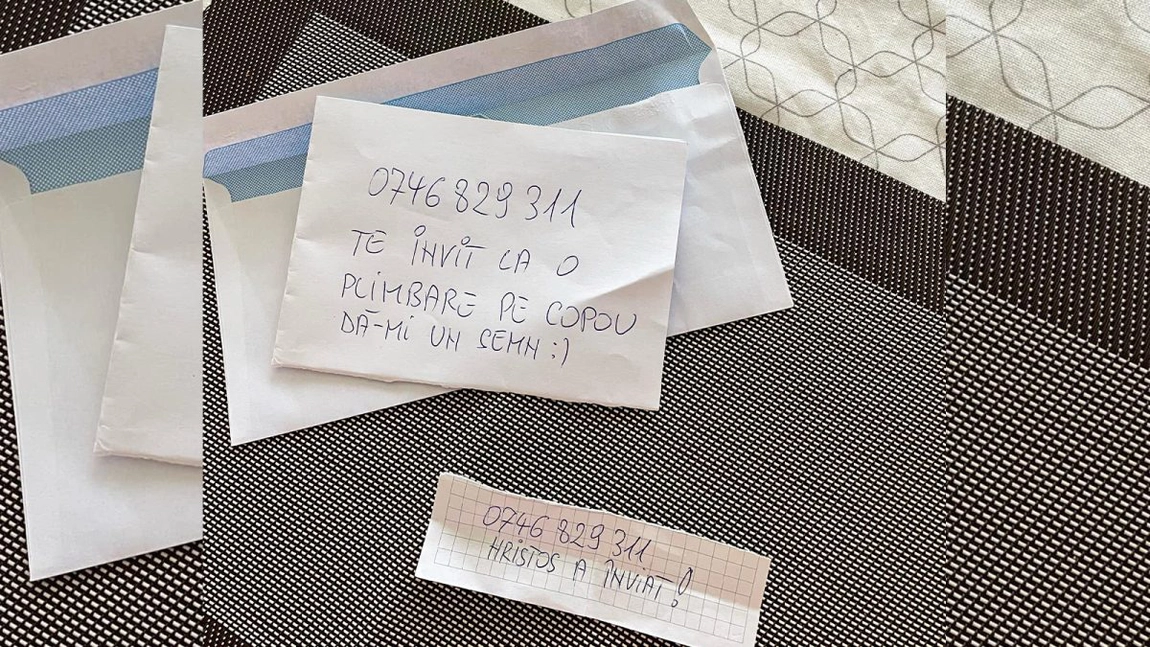 0746 829 311
TE ÎNVIT LA O
PLIMBARE PE COPOU
DĂ-MI UN SEMN :)
0746 829 311
HRISTOS A ÎNVIAT!